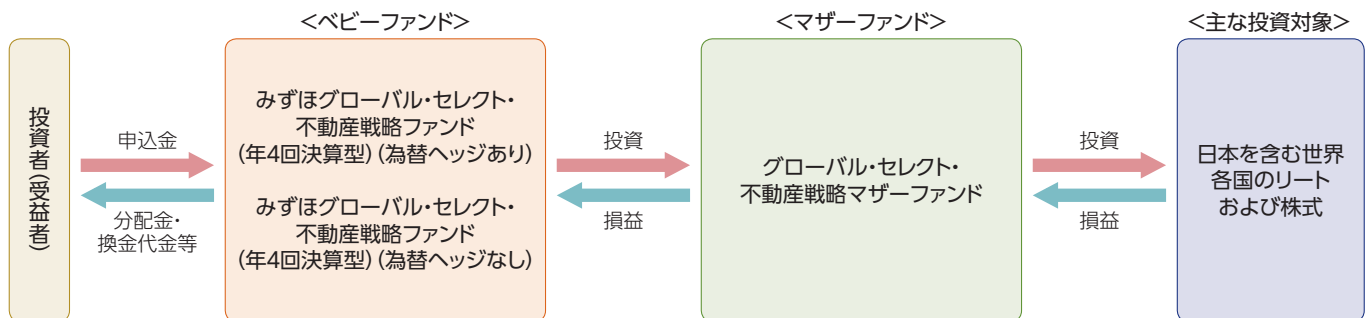 <ベビーファンド>
<マザーファンド>
<主な投資対象>
投資者(受益者)
申込金
分配金・
換金代金等
みずほグローバル・セレクト・
不動産戦略ファンド
(年4回決算型)(為替ヘッジあり)
みずほグローバル・セレクト・
不動産戦略ファンド
(年4回決算型)(為替ヘッジなし)
投資
損益
グローバル・セレクト・
不動産戦略マザーファンド
投資
損益
日本を含む世界
各国のリート
および株式